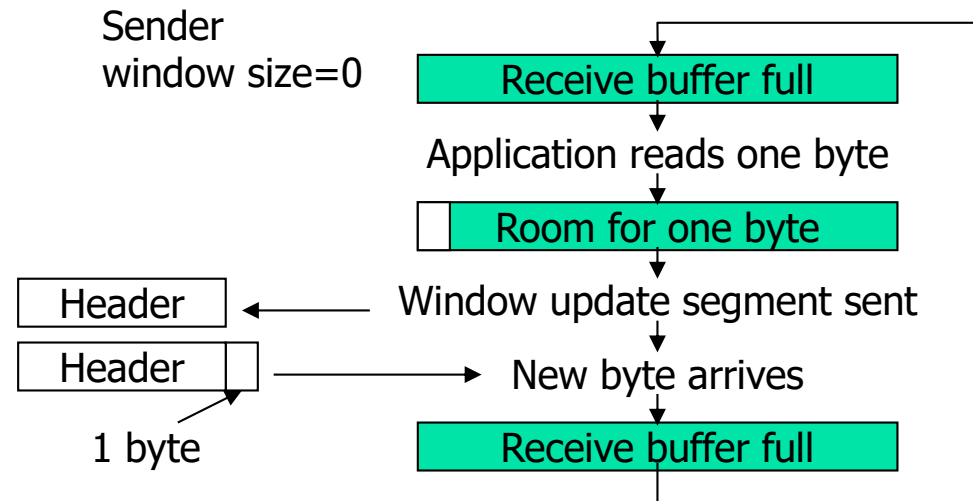 Sender
window size=0
Receive buffer full
Application reads one byte
Room for one byte
Header
Window update segment sent
Header
New byte arrives
1 byte
Receive buffer full